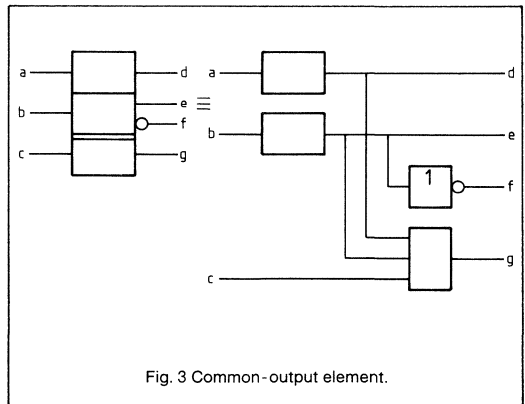 a d a d
e ≡
b f b e
1 f
c g
g
c
Fig. 3 Common-output element.